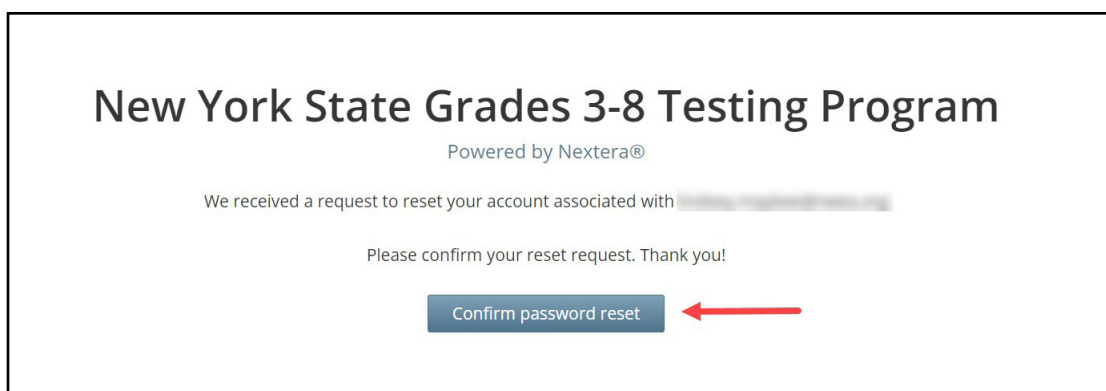 New York State Grades 3-8 Testing Program
Powered by Nextera®
We received a request to reset your account associated with
Please confirm your reset request. Thank you!
Confirm password reset